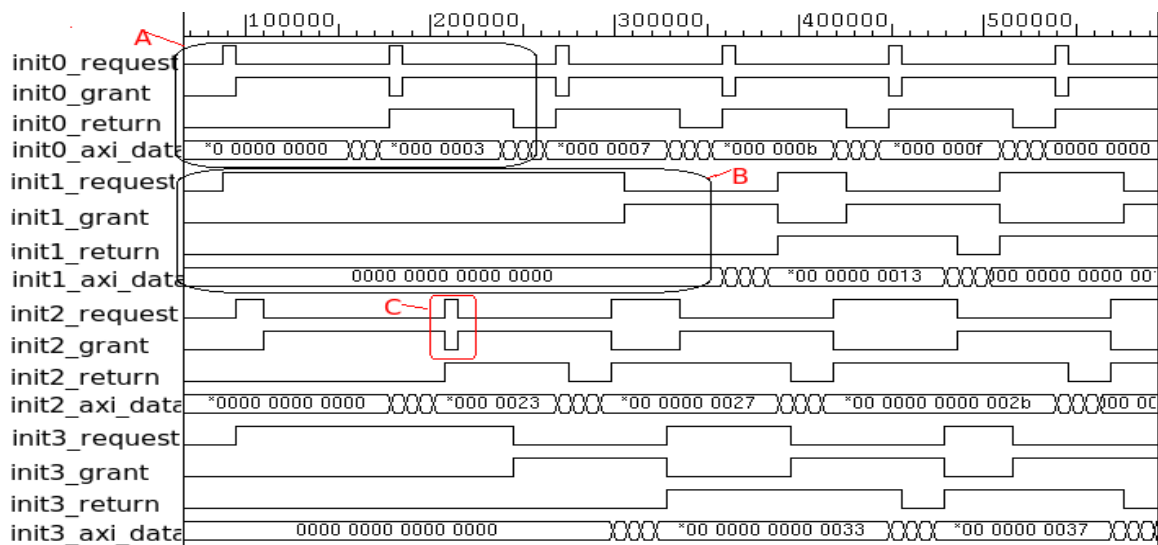 100000 200000 300000 400000 500000
A
init0_request
init0_grant
init0_return
init0_axi_data *0 0000 0000 *000 0003 *000 0007 *000 000b *000 000f 0000 0000
init1_request B
init1_grant
init1_return
init1_axi_data 0000 0000 0000 0000 *00 0000 0013 00 0000 0000 00
init2_request C
init2_grant
init2_return
init2_axi_data *0000 0000 0000 *000 0023 *00 0000 0027 *00 0000 0000 002b 00 00
init3_request
init3_grant
init3_return
init3_axi_data 0000 0000 0000 0000 *00 0000 0000 0033 *00 0000 0037